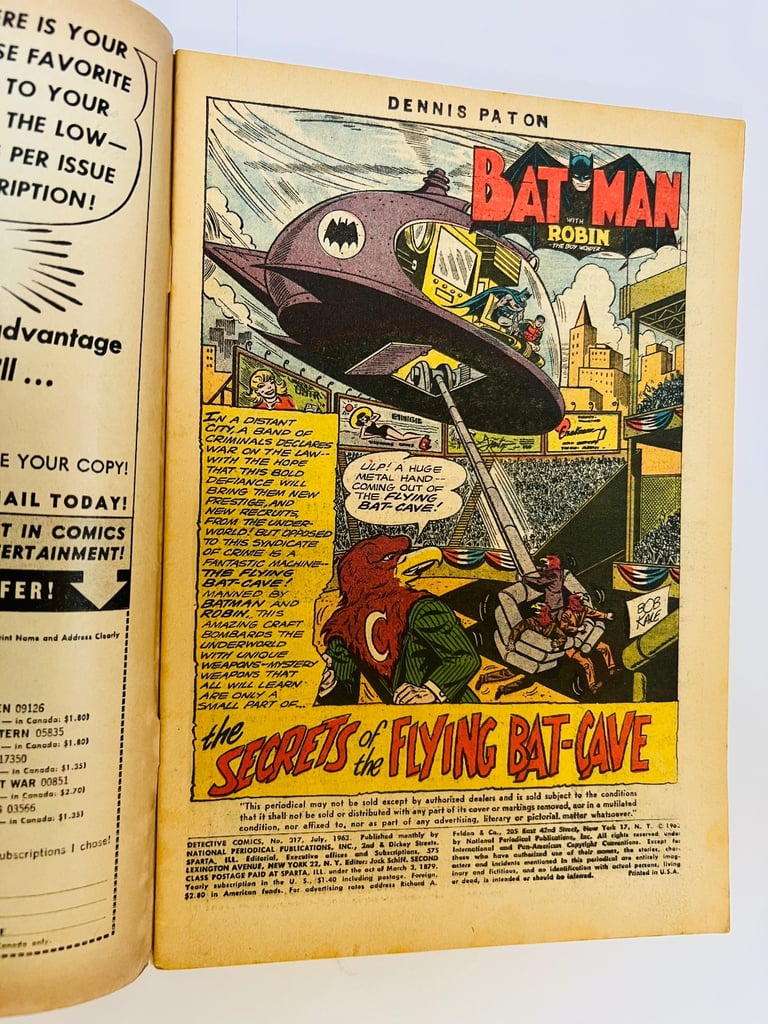 ERE IS YOUR
SE FAVORITE
TO YOUR
THE LOW—
PER ISSUE
RIPTION!
advantage
'll ...
E YOUR COPY!
AIL TODAY!
T IN COMICS
TERTAINMENT!
FER!
rint Name and Address Clearly
EN 09126
— in Canada: $1.80)
TERN 05835
— in Canada: $1.80)
17350
— in Canada: $1.35)
T WAR 00851
— in Canada: $2.70)
S 03566
— in Canada: $1.35)
ubscriptions I chose!
Canada only.
DENNIS PATON
BATMAN
WITH
ROBIN
-THE BOY WONDER-
IN A DISTANT
CITY, A BAND OF
CRIMINALS DECLARES
WAR ON THE LAW--
WITH THE HOPE
THAT THIS BOLD
DEFIANCE WILL
BRING THEM NEW
PRESTIGE, AND
NEW RECRUITS,
FROM THE UNDER-
WORLD! BUT OPPOSED
TO THIS SYNDICATE
OF CRIME IS A
FANTASTIC MACHINE--
THE FLYING
BAT-CAVE!
MANNED BY
BATMAN AND
ROBIN, THIS
AMAZING CRAFT
BOMBARDS THE
UNDERWORLD
WITH UNIQUE
WEAPONS--MYSTERY
WEAPONS THAT
ALL WILL LEARN
ARE ONLY A
SMALL PART OF...
ULP! A HUGE
METAL HAND--
COMING OUT OF
THE FLYING
BAT-CAVE!
C
BOB
KANE
the SECRETS of the FLYING BAT-CAVE
"This periodical may not be sold except by authorized dealers and is sold subject to the conditions
that it shall not be sold or distributed with any part of its cover or markings removed, nor in a mutilated
condition, nor affixed to, nor as part of any advertising, literary or pictorial matter whatsoever."
DETECTIVE COMICS, No. 317, July, 1963. Published monthly by
NATIONAL PERIODICAL PUBLICATIONS, INC., 2nd & Dickey Streets,
SPARTA, ILL. Editorial, Executive offices and Subscriptions, 575
LEXINGTON AVENUE, NEW YORK 22, N. Y. Editor: Jack Schiff. SECOND
CLASS POSTAGE PAID AT SPARTA, ILL. under the act of March 3, 1879.
Yearly subscription in the U. S., $1.40 including postage. Foreign,
$2.80 in American funds. For advertising rates address Richard A.
Feldon & Co., 205 East 42nd Street, New York 17, N. Y. © 1963
by National Periodical Publications, Inc. All rights reserved under
International and Pan-American Copyright Conventions. Except for
those who have authorized use of their names, the stories, char-
acters and incidents mentioned in this periodical are entirely imag-
inary and fictitious, and no identification with actual persons, living
or dead, is intended or should be inferred.
Printed in U.S.A.